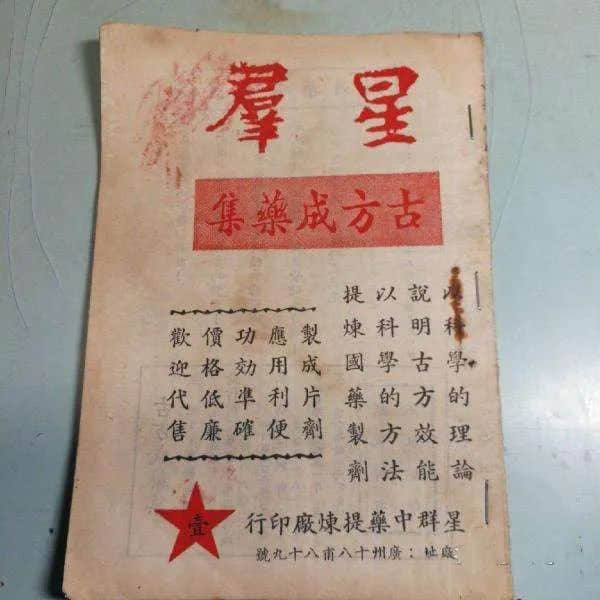 星羣
古方成藥集
以科學的理論
說明古方效能
以科學的方法
提煉國藥製劑
製成片劑
應用利便
功效準確
價格低廉
歡迎代售
壹
星群中藥提煉廠印行
廠址：廣州十八甫八十九號